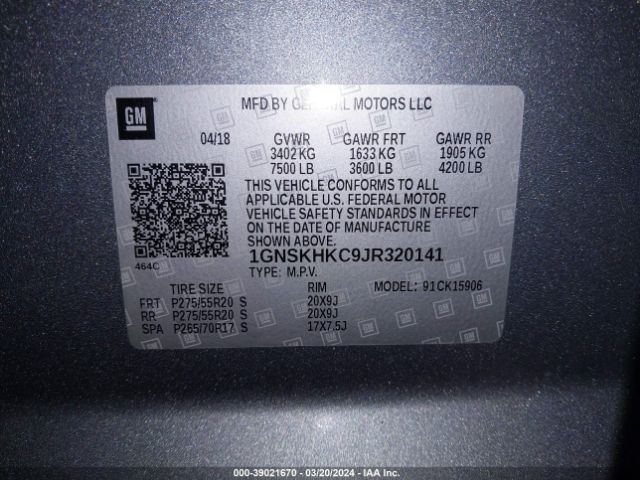 GM
MFD BY GENERAL MOTORS LLC
04/18 GVWR GAWR FRT GAWR RR
3402 KG 1633 KG 1905 KG
7500 LB 3600 LB 4200 LB
THIS VEHICLE CONFORMS TO ALL
APPLICABLE U.S. FEDERAL MOTOR
VEHICLE SAFETY STANDARDS IN EFFECT
ON THE DATE OF MANUFACTURE
SHOWN ABOVE.
464C
1GNSKHKC9JR320141
TYPE: M.P.V.
TIRE SIZE RIM MODEL: 91CK15906
FRT P275/55R20 S 20X9J
RR P275/55R20 S 20X9J
SPA P265/70R17 S 17X7.5J
000-39021670 - 03/20/2024 - IAA Inc.